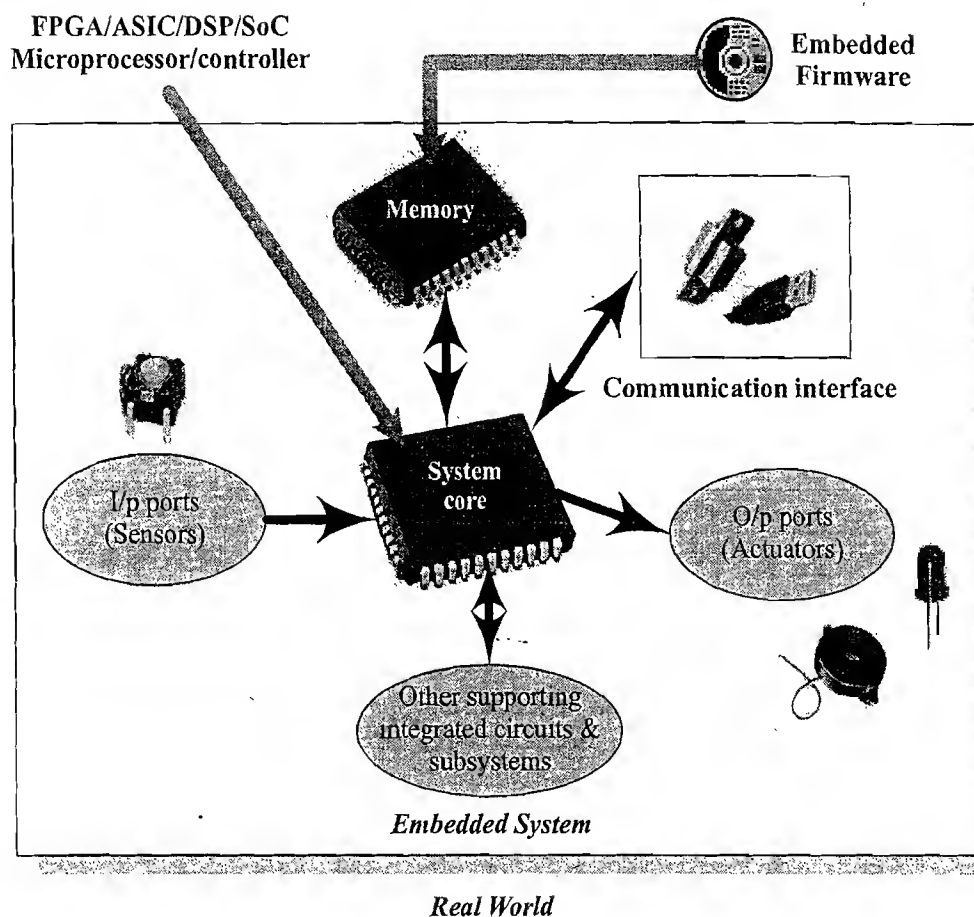 FPGA/ASIC/DSP/SoC
Microprocessor/controller
Embedded
Firmware
Memory
Communication interface
System
core
I/p ports
(Sensors)
O/p ports
(Actuators)
Other supporting
integrated circuits &
subsystems
Embedded System
Real World